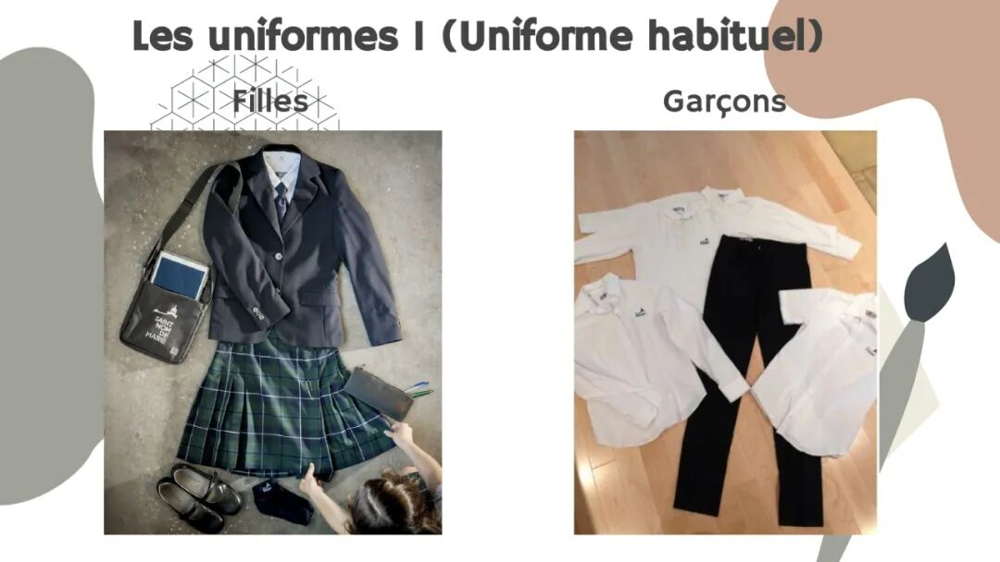 Les uniformes I (Uniforme habituel)
Filles
Garçons
SAINT
NOM
DE
MARIE